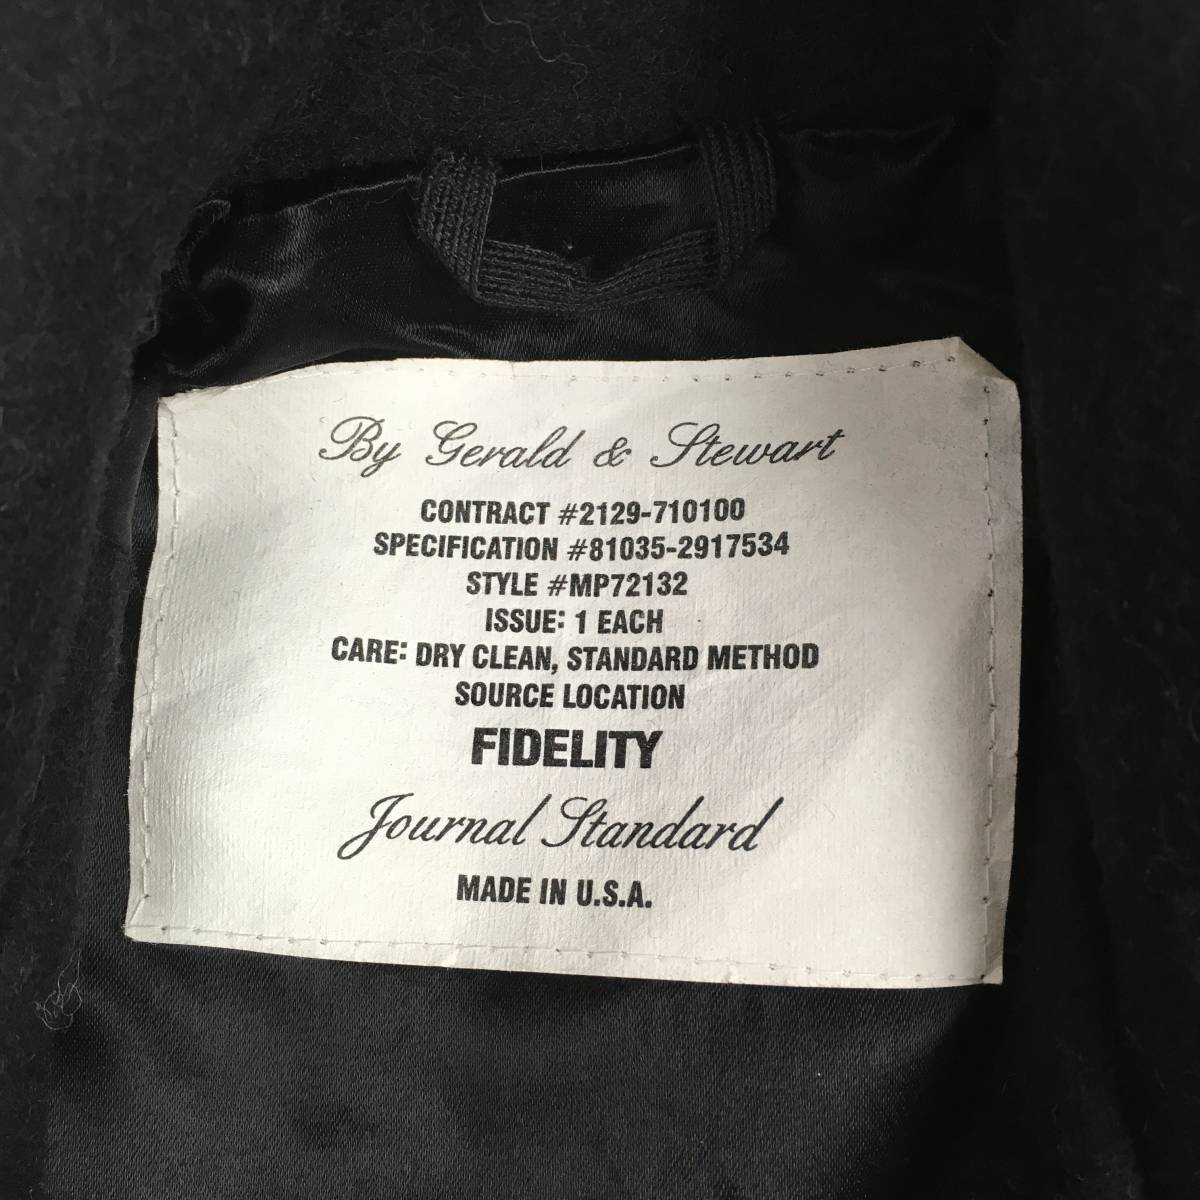 By Gerald & Stewart
CONTRACT #2129-710100
SPECIFICATION #81035-2917534
STYLE #MP72132
ISSUE: 1 EACH
CARE: DRY CLEAN, STANDARD METHOD
SOURCE LOCATION
FIDELITY
Journal Standard
MADE IN U.S.A.